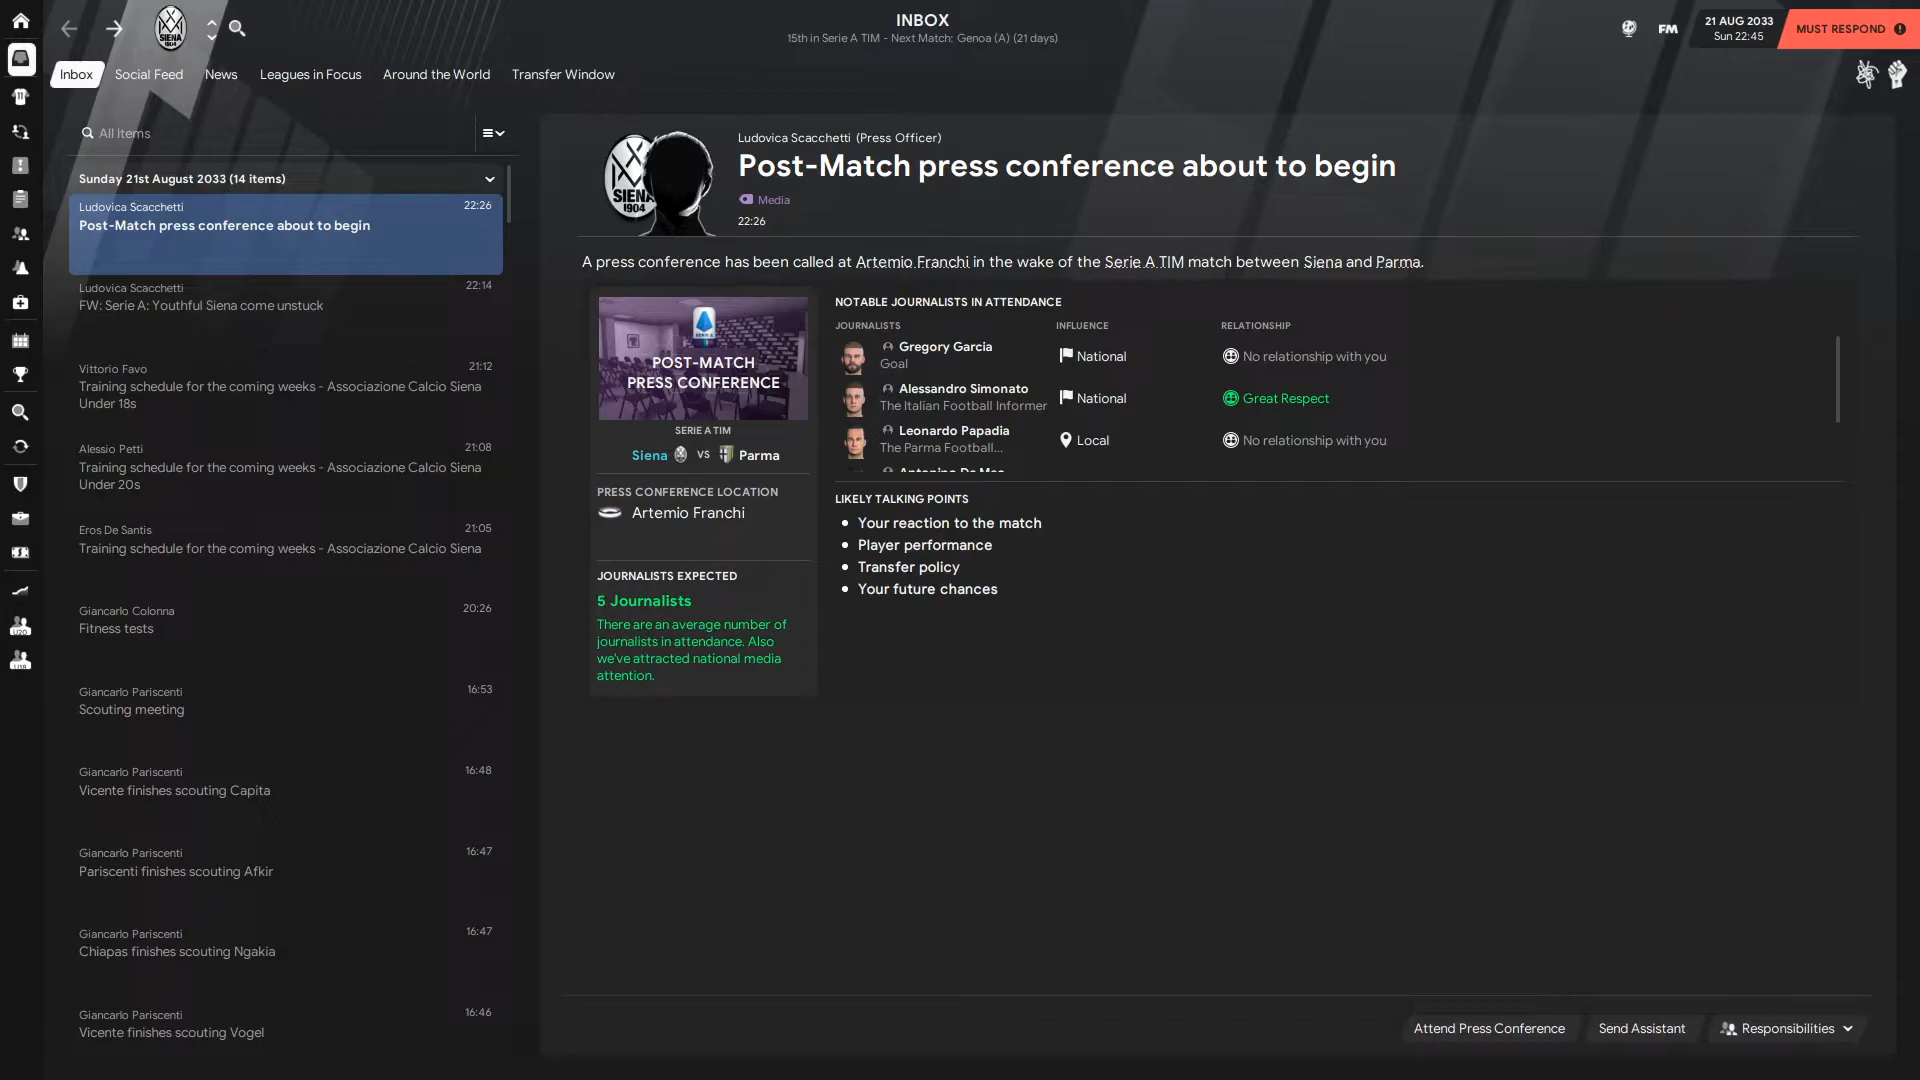 INBOX
15th in Serie A TIM - Next Match: Genoa (A) (21 days)
SIENA
1904
FM
21 AUG 2033
Sun 22:45
MUST RESPOND
Inbox
Social Feed
News
Leagues in Focus
Around the World
Transfer Window
All Items
Sunday 21st August 2033 (14 items)
Ludovica Scacchetti
22:26
Post-Match press conference about to begin
Ludovica Scacchetti
22:14
FW: Serie A: Youthful Siena come unstuck
Vittorio Favo
21:12
Training schedule for the coming weeks - Associazione Calcio Siena
Under 18s
Alessio Petti
21:08
Training schedule for the coming weeks - Associazione Calcio Siena
Under 20s
Eros De Santis
21:05
Training schedule for the coming weeks - Associazione Calcio Siena
Giancarlo Colonna
20:26
Fitness tests
Giancarlo Pariscenti
16:53
Scouting meeting
Giancarlo Pariscenti
16:48
Vicente finishes scouting Capita
Giancarlo Pariscenti
16:47
Pariscenti finishes scouting Afkir
Giancarlo Pariscenti
16:47
Chiapas finishes scouting Ngakia
Giancarlo Pariscenti
16:46
Vicente finishes scouting Vogel
11
U20
U18
SIENA
1904
Ludovica Scacchetti (Press Officer)
Post-Match press conference about to begin
Media
22:26
A press conference has been called at Artemio Franchi in the wake of the Serie A TIM match between Siena and Parma.
SERIE A
POST-MATCH
PRESS CONFERENCE
SERIE A TIM
Siena vs Parma
PRESS CONFERENCE LOCATION
Artemio Franchi
JOURNALISTS EXPECTED
5 Journalists
There are an average number of
journalists in attendance. Also
we've attracted national media
attention.
NOTABLE JOURNALISTS IN ATTENDANCE
JOURNALISTS
INFLUENCE
RELATIONSHIP
Gregory Garcia
Goal
National
No relationship with you
Alessandro Simonato
The Italian Football Informer
National
Great Respect
Leonardo Papadia
The Parma Football...
Local
No relationship with you
LIKELY TALKING POINTS
Your reaction to the match
Player performance
Transfer policy
Your future chances
Attend Press Conference
Send Assistant
Responsibilities